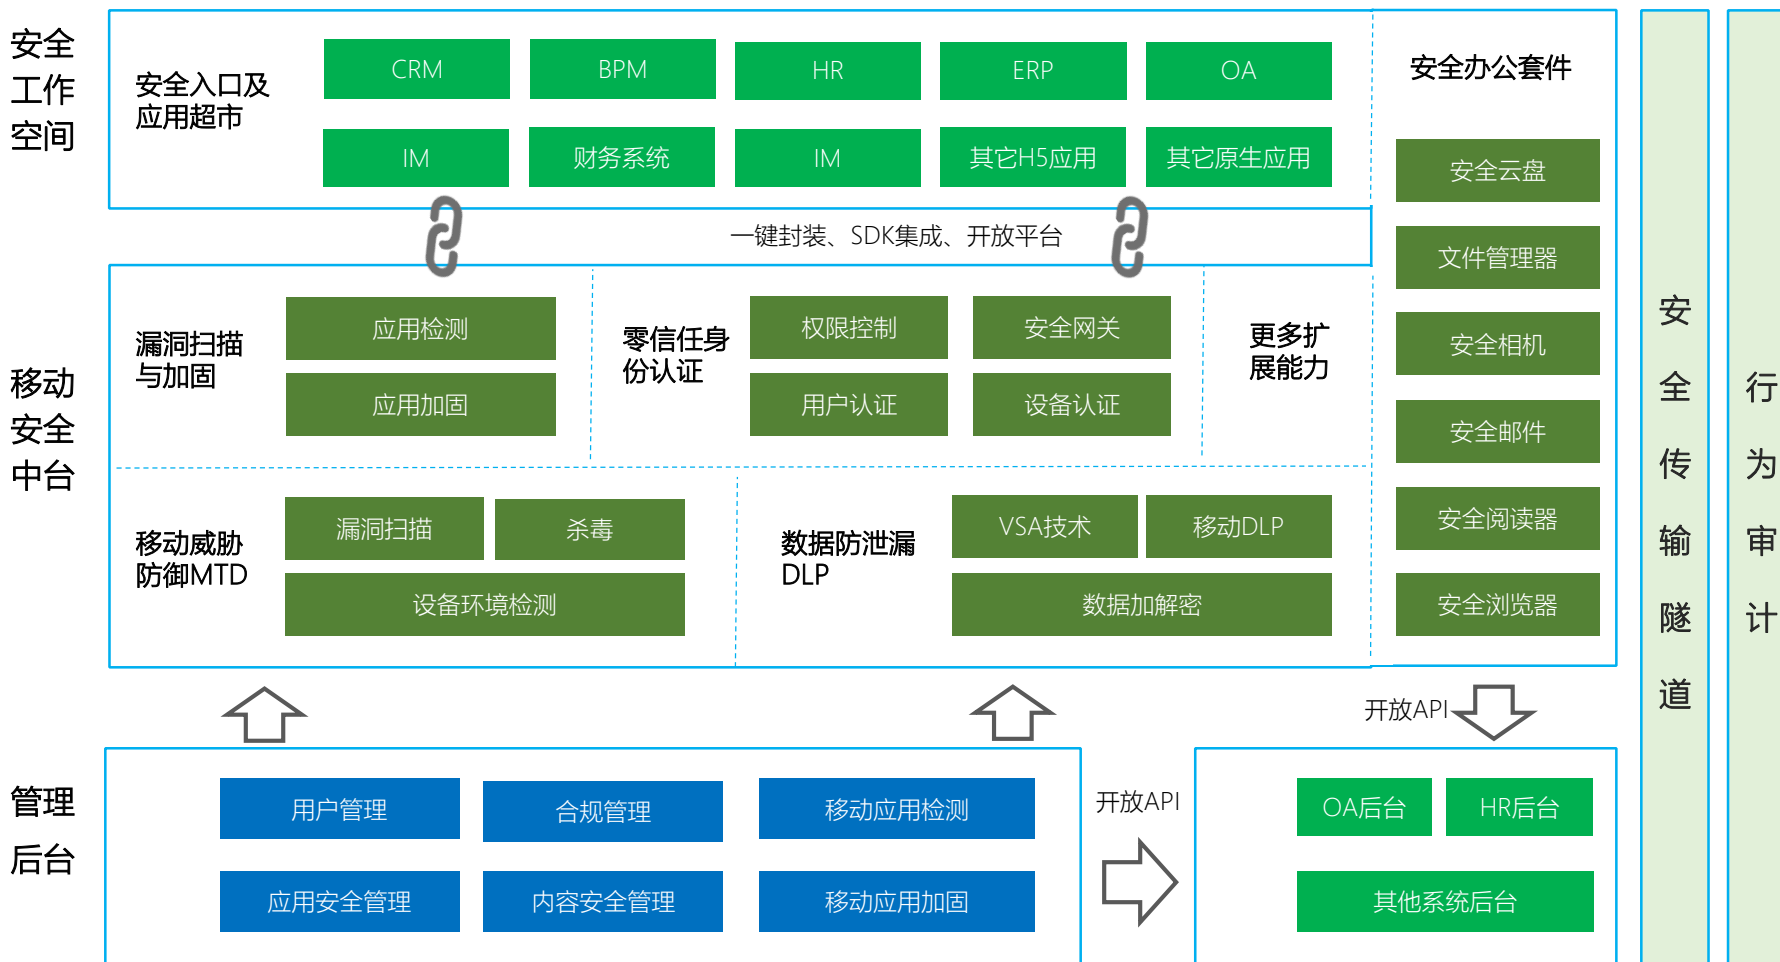 安全
工作
空间
安全入口及
应用超市
CRM
BPM
HR
ERP
OA
IM
财务系统
IM
其它H5应用
其它原生应用
一键封装、SDK集成、开放平台
安全办公套件
安全云盘
文件管理器
安全相机
安全邮件
安全阅读器
安全浏览器
移动
安全
中台
漏洞扫描
与加固
应用检测
应用加固
零信任身
份认证
权限控制
安全网关
用户认证
设备认证
更多扩
展能力
移动威胁
防御MTD
漏洞扫描
杀毒
设备环境检测
数据防泄漏
DLP
VSA技术
移动DLP
数据加解密
开放API
管理
后台
用户管理
合规管理
移动应用检测
应用安全管理
内容安全管理
移动应用加固
开放API
OA后台
HR后台
其他系统后台
安
全
传
输
隧
道
行
为
审
计